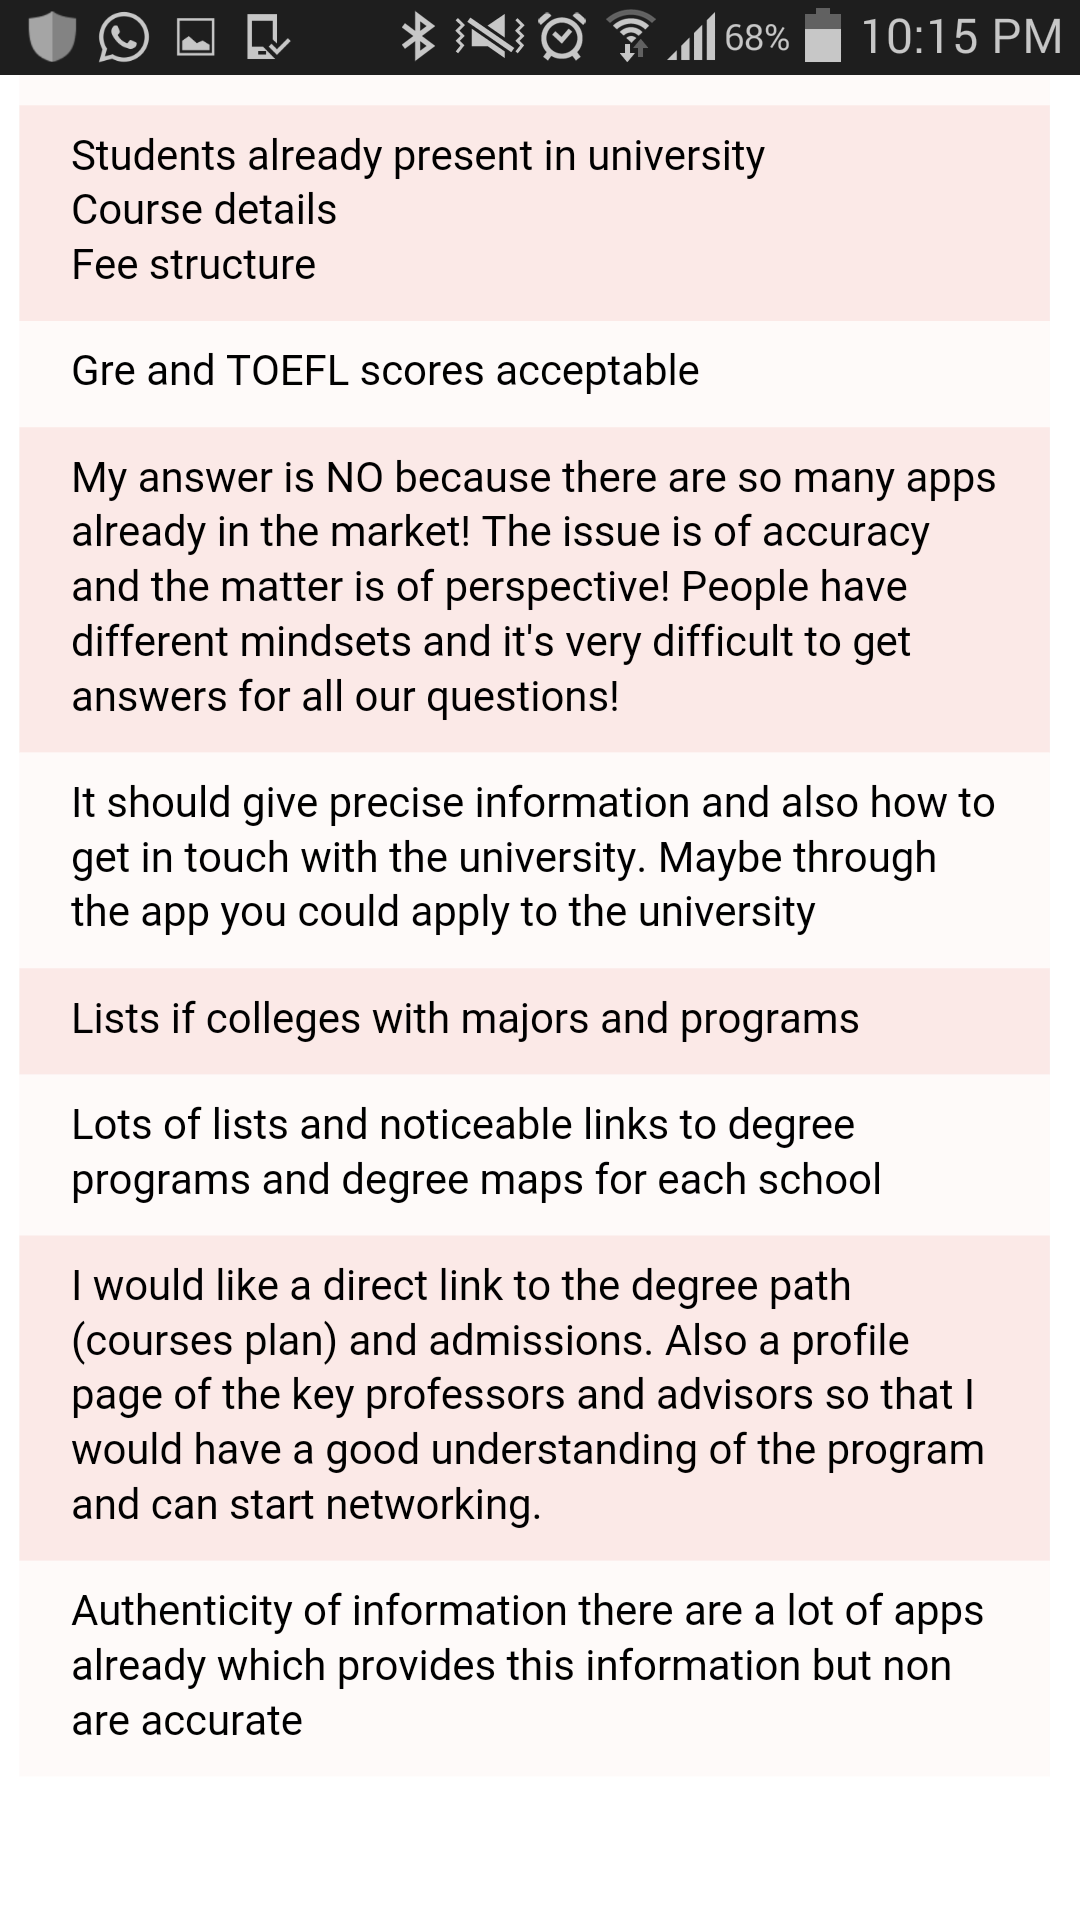 68% 10:15 PM
Students already present in university
Course details
Fee structure
Gre and TOEFL scores acceptable
My answer is NO because there are so many apps
already in the market! The issue is of accuracy
and the matter is of perspective! People have
different mindsets and it's very difficult to get
answers for all our questions!
It should give precise information and also how to
get in touch with the university. Maybe through
the app you could apply to the university
Lists if colleges with majors and programs
Lots of lists and noticeable links to degree
programs and degree maps for each school
I would like a direct link to the degree path
(courses plan) and admissions. Also a profile
page of the key professors and advisors so that I
would have a good understanding of the program
and can start networking.
Authenticity of information there are a lot of apps
already which provides this information but non
are accurate